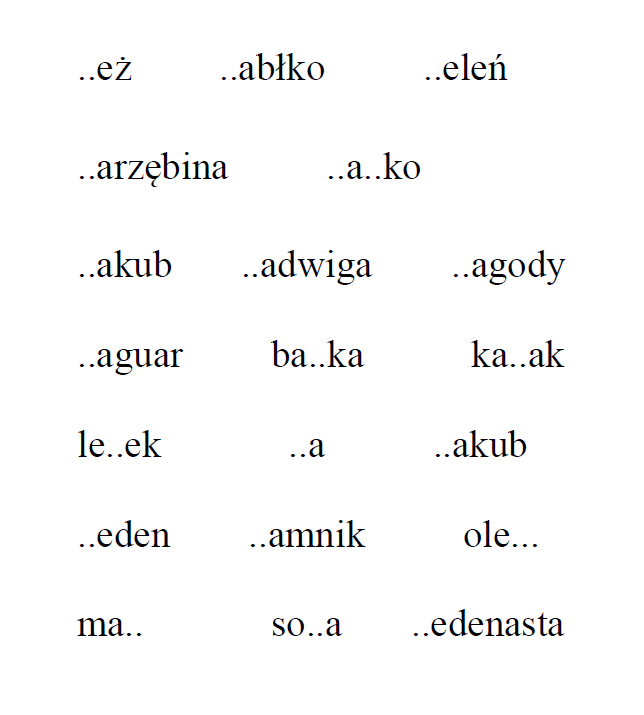 ..eż ..abłko ..eleń
..arzębina ..a..ko
..akub ..adwiga ..agody
..aguar ba..ka ka..ak
le..ek ..a ..akub
..eden ..amnik ole...
ma.. so..a ..edenasta